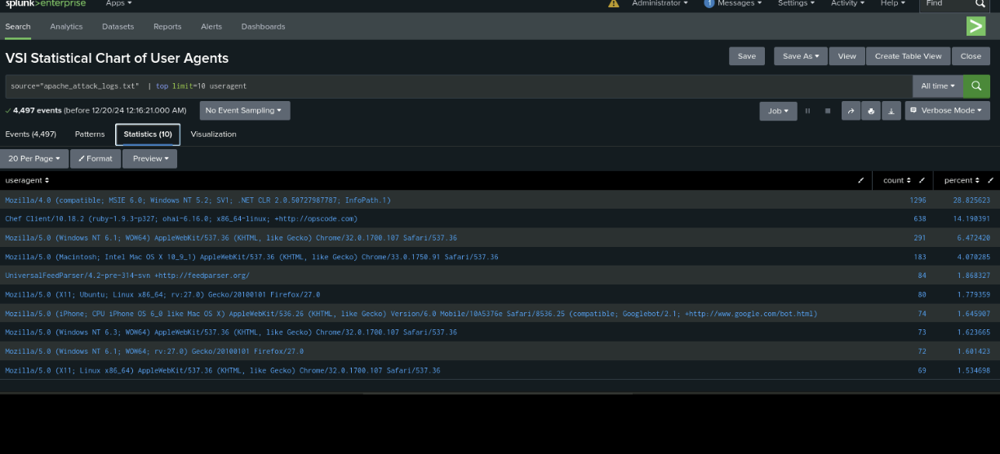 splunk>enterprise Apps Administrator 1 Messages Settings Activity Help Find
Search Analytics Datasets Reports Alerts Dashboards >
VSI Statistical Chart of User Agents Save Save As View Create Table View Close
source="apache_attack_logs.txt" | top limit=10 useragent All time
4,497 events (before 12/20/24 12:16:21.000 AM) No Event Sampling Job Verbose Mode
Events (4,497) Patterns Statistics (10) Visualization
20 Per Page Format Preview
useragent count percent
Mozilla/4.0 (compatible; MSIE 6.0; Windows NT 5.2; SV1; .NET CLR 2.0.50727987787; InfoPath.1) 1296 28.825623
Chef Client/10.18.2 (ruby-1.9.3-p327; ohai-6.16.0; x86_64-linux; +http://opscode.com) 638 14.190391
Mozilla/5.0 (Windows NT 6.1; WOW64) AppleWebKit/537.36 (KHTML, like Gecko) Chrome/32.0.1700.107 Safari/537.36 291 6.472420
Mozilla/5.0 (Macintosh; Intel Mac OS X 10_9_1) AppleWebKit/537.36 (KHTML, like Gecko) Chrome/33.0.1750.91 Safari/537.36 183 4.070285
UniversalFeedParser/4.2-pre-314-svn +http://feedparser.org/ 84 1.868327
Mozilla/5.0 (X11; Ubuntu; Linux x86_64; rv:27.0) Gecko/20100101 Firefox/27.0 80 1.779359
Mozilla/5.0 (iPhone; CPU iPhone OS 6_0 like Mac OS X) AppleWebKit/536.26 (KHTML, like Gecko) Version/6.0 Mobile/10A5376e Safari/8536.25 (compatible; Googlebot/2.1; +http://www.google.com/bot.html) 74 1.645907
Mozilla/5.0 (Windows NT 6.3; WOW64) AppleWebKit/537.36 (KHTML, like Gecko) Chrome/32.0.1700.107 Safari/537.36 73 1.623665
Mozilla/5.0 (Windows NT 6.1; WOW64; rv:27.0) Gecko/20100101 Firefox/27.0 72 1.601423
Mozilla/5.0 (X11; Linux x86_64) AppleWebKit/537.36 (KHTML, like Gecko) Chrome/32.0.1700.107 Safari/537.36 69 1.534698